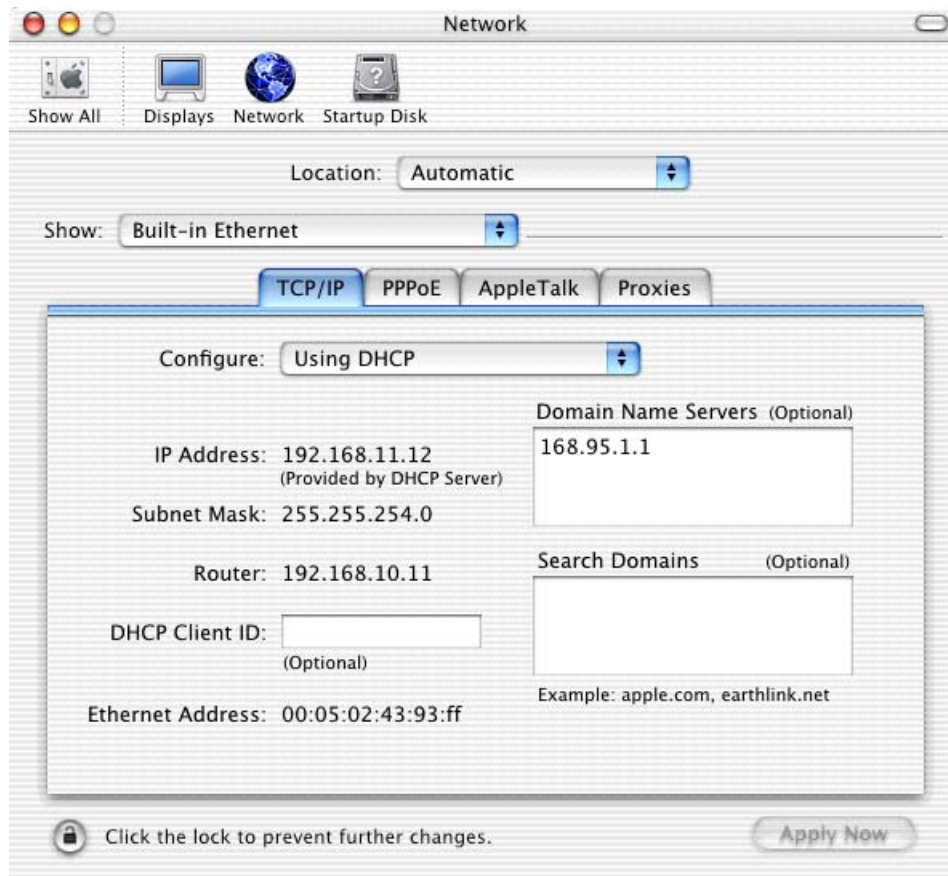 Network
Show All Displays Network Startup Disk
Location: Automatic
Show: Built-in Ethernet
TCP/IP PPPoE AppleTalk Proxies
Configure: Using DHCP
Domain Name Servers (Optional)
168.95.1.1
IP Address: 192.168.11.12
(Provided by DHCP Server)
Subnet Mask: 255.255.254.0
Search Domains (Optional)
Router: 192.168.10.11
DHCP Client ID:
(Optional)
Example: apple.com, earthlink.net
Ethernet Address: 00:05:02:43:93:ff
Click the lock to prevent further changes.
Apply Now